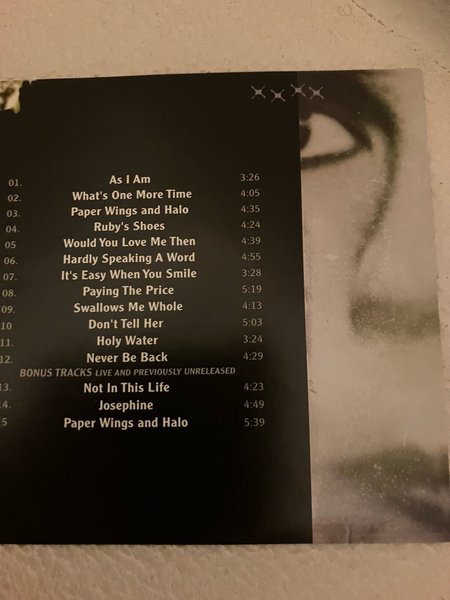 01. As I Am 3:26
02. What's One More Time 4:05
03. Paper Wings and Halo 4:35
04. Ruby's Shoes 4:24
05 Would You Love Me Then 4:39
06. Hardly Speaking A Word 4:55
07. It's Easy When You Smile 3:28
08. Paying The Price 5:19
09. Swallows Me Whole 4:13
10 Don't Tell Her 5:03
11. Holy Water 3:24
12. Never Be Back 4:29
BONUS TRACKS LIVE AND PREVIOUSLY UNRELEASED
13. Not In This Life 4:23
4. Josephine 4:49
5 Paper Wings and Halo 5:39